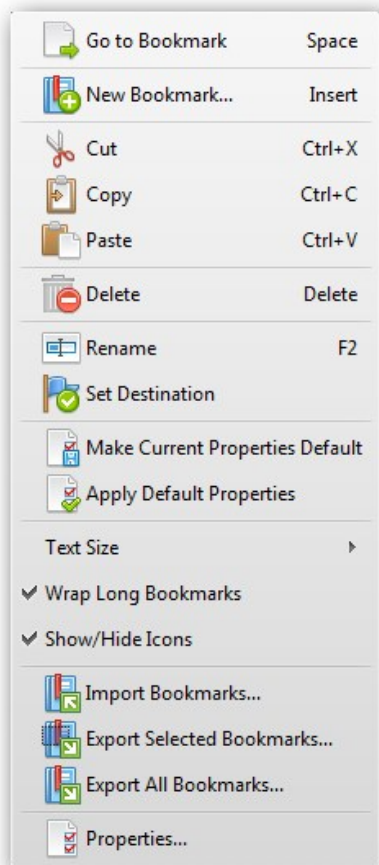 Go to Bookmark Space
New Bookmark... Insert
Cut Ctrl+X
Copy Ctrl+C
Paste Ctrl+V
Delete Delete
Rename F2
Set Destination
Make Current Properties Default
Apply Default Properties
Text Size
Wrap Long Bookmarks
Show/Hide Icons
Import Bookmarks...
Export Selected Bookmarks...
Export All Bookmarks...
Properties...